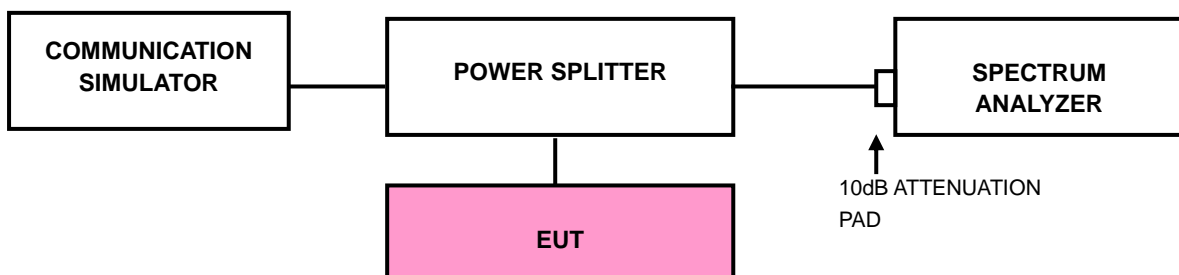 COMMUNICATION
SIMULATOR
POWER SPLITTER
SPECTRUM
ANALYZER
10dB ATTENUATION
PAD
EUT